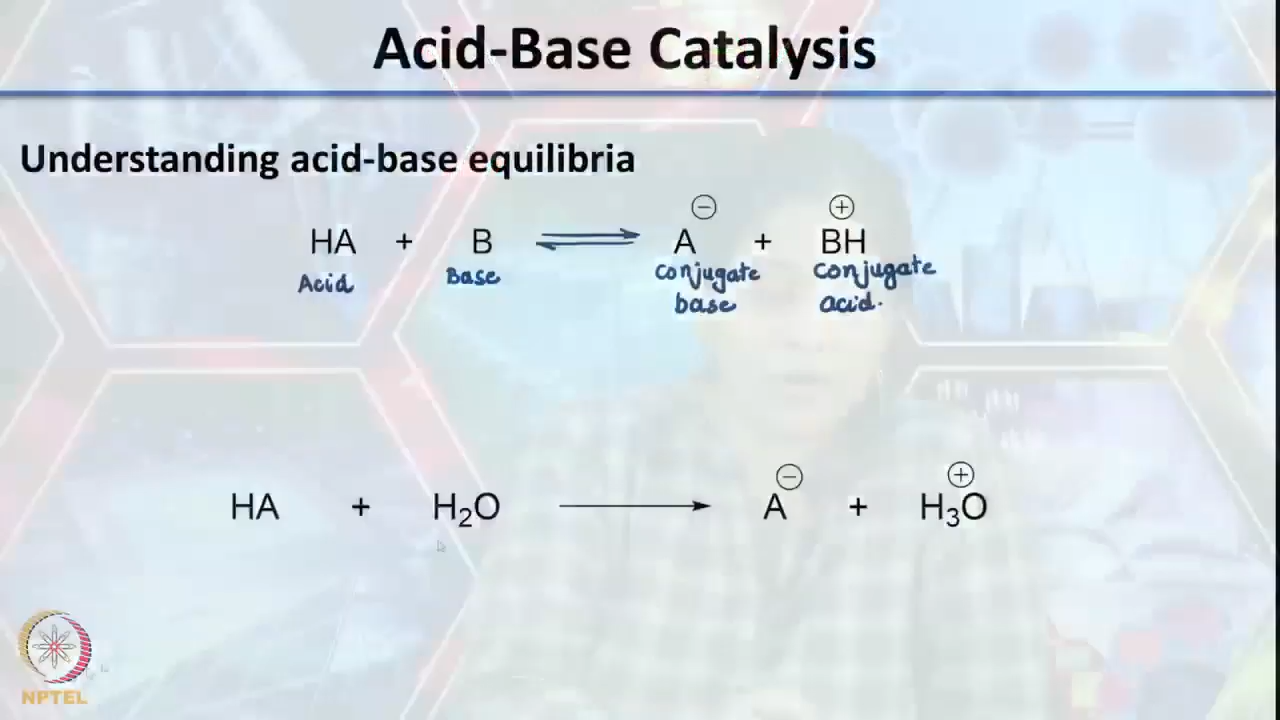 Acid-Base Catalysis
Understanding acid-base equilibria
HA + B ⇌ A⊖ + BH⊕
Acid Base conjugate base conjugate acid.
HA + H₂O ⟶ A⊖ + H₃O⊕
NPTEL